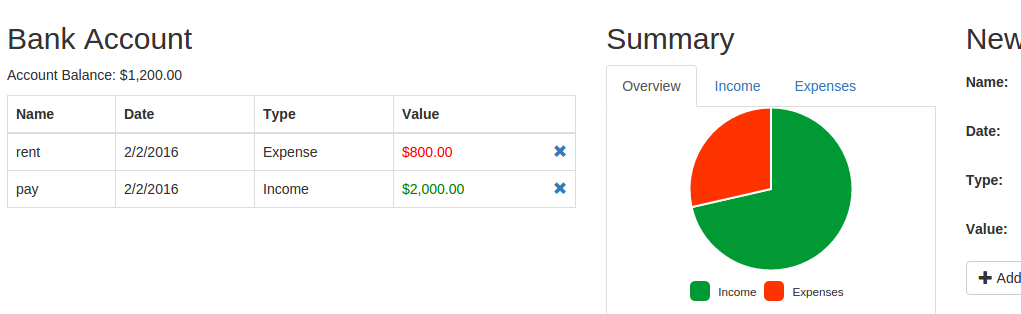 Bank Account
Account Balance: $1,200.00
Name Date Type Value
rent 2/2/2016 Expense $800.00
pay 2/2/2016 Income $2,000.00
Summary
Overview Income Expenses
Income Expenses
New
Name:
Date:
Type:
Value:
Add